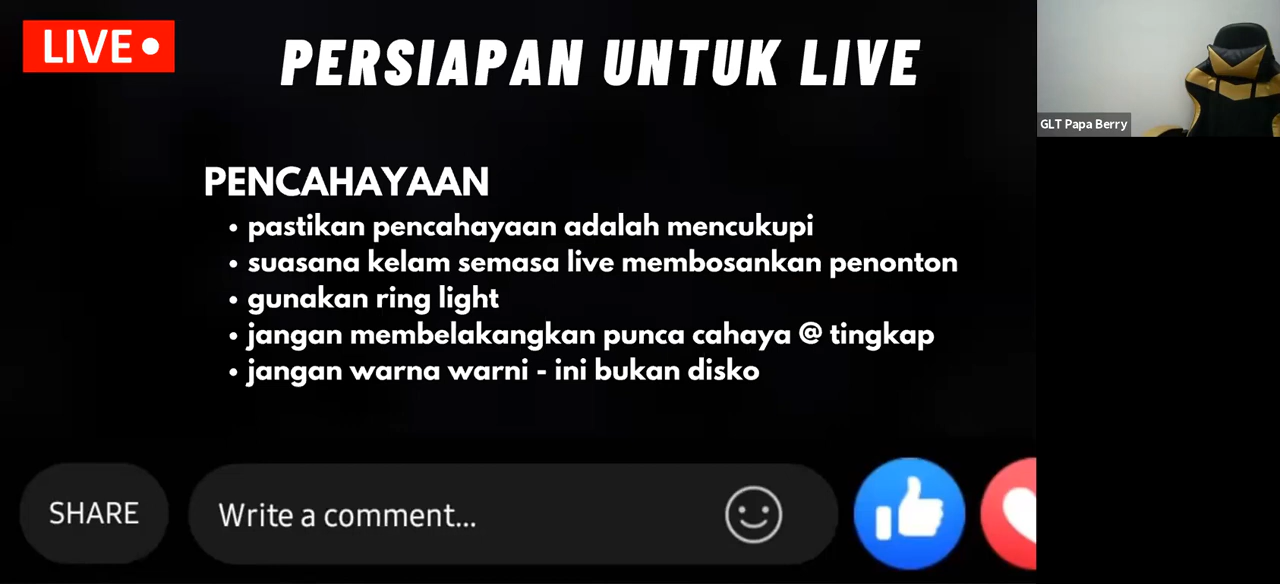 LIVE
PERSIAPAN UNTUK LIVE
GLT Papa Berry
PENCAHAYAAN
• pastikan pencahayaan adalah mencukupi
• suasana kelam semasa live membosankan penonton
• gunakan ring light
• jangan membelakangkan punca cahaya @ tingkap
• jangan warna warni - ini bukan disko
SHARE
Write a comment...